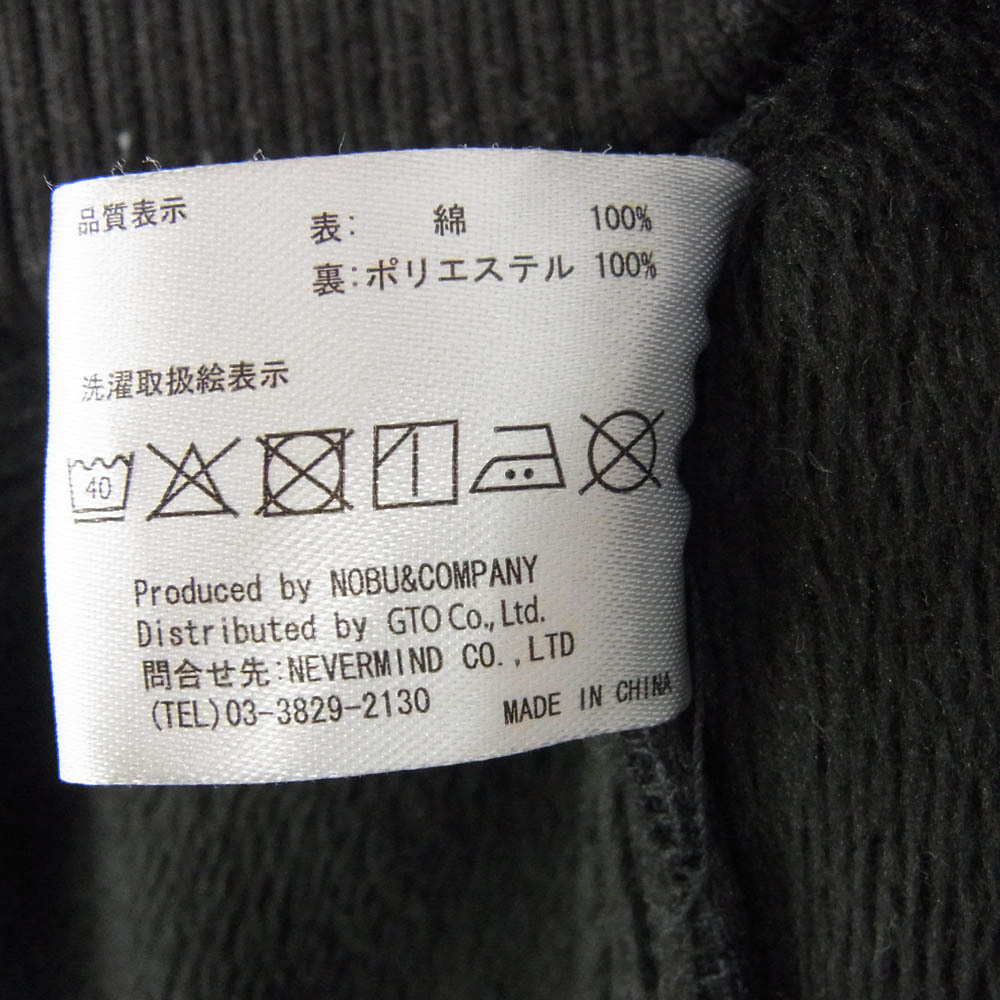 品質表示
表: 綿 100%
裏:ポリエステル 100%
洗濯取扱絵表示
40
Produced by NOBU&COMPANY
Distributed by GTO Co.,Ltd.
問合せ先:NEVERMIND CO.,LTD
(TEL)03-3829-2130
MADE IN CHINA